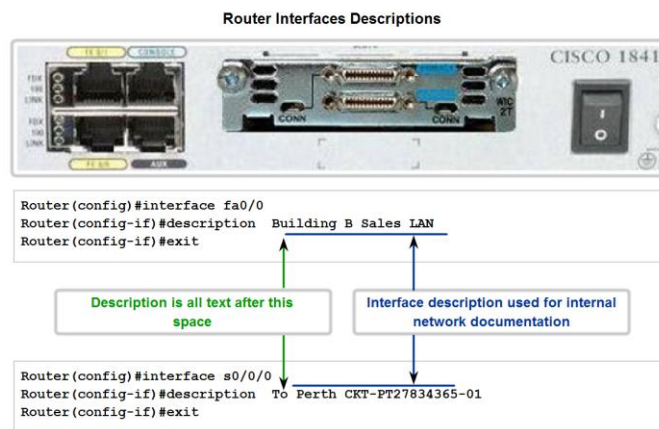 Router Interfaces Descriptions
FE 0/1 CONSOLE
CISCO 1841
FDX
100
LINK
FDX
100
LINK
CONN
CONN
WIC
2T
FE 0/0 AUX
I
O
Router(config)#interface fa0/0
Router(config-if)#description  Building B Sales LAN
Router(config-if)#exit
Description is all text after this
space
Interface description used for internal
network documentation
Router(config)#interface s0/0/0
Router(config-if)#description  To Perth CKT-PT27834365-01
Router(config-if)#exit